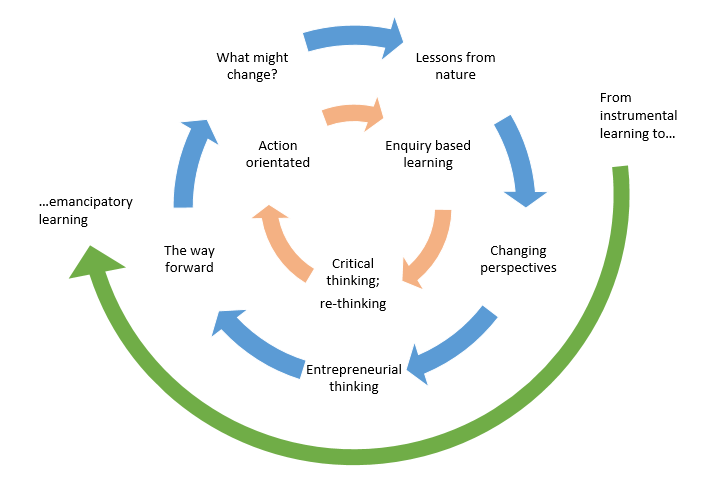 What might
change?
Lessons from
nature
From
instrumental
learning to...
Action
orientated
Enquiry based
learning
...emancipatory
learning
The way
forward
Critical
thinking;
re-thinking
Changing
perspectives
Entrepreneurial
thinking